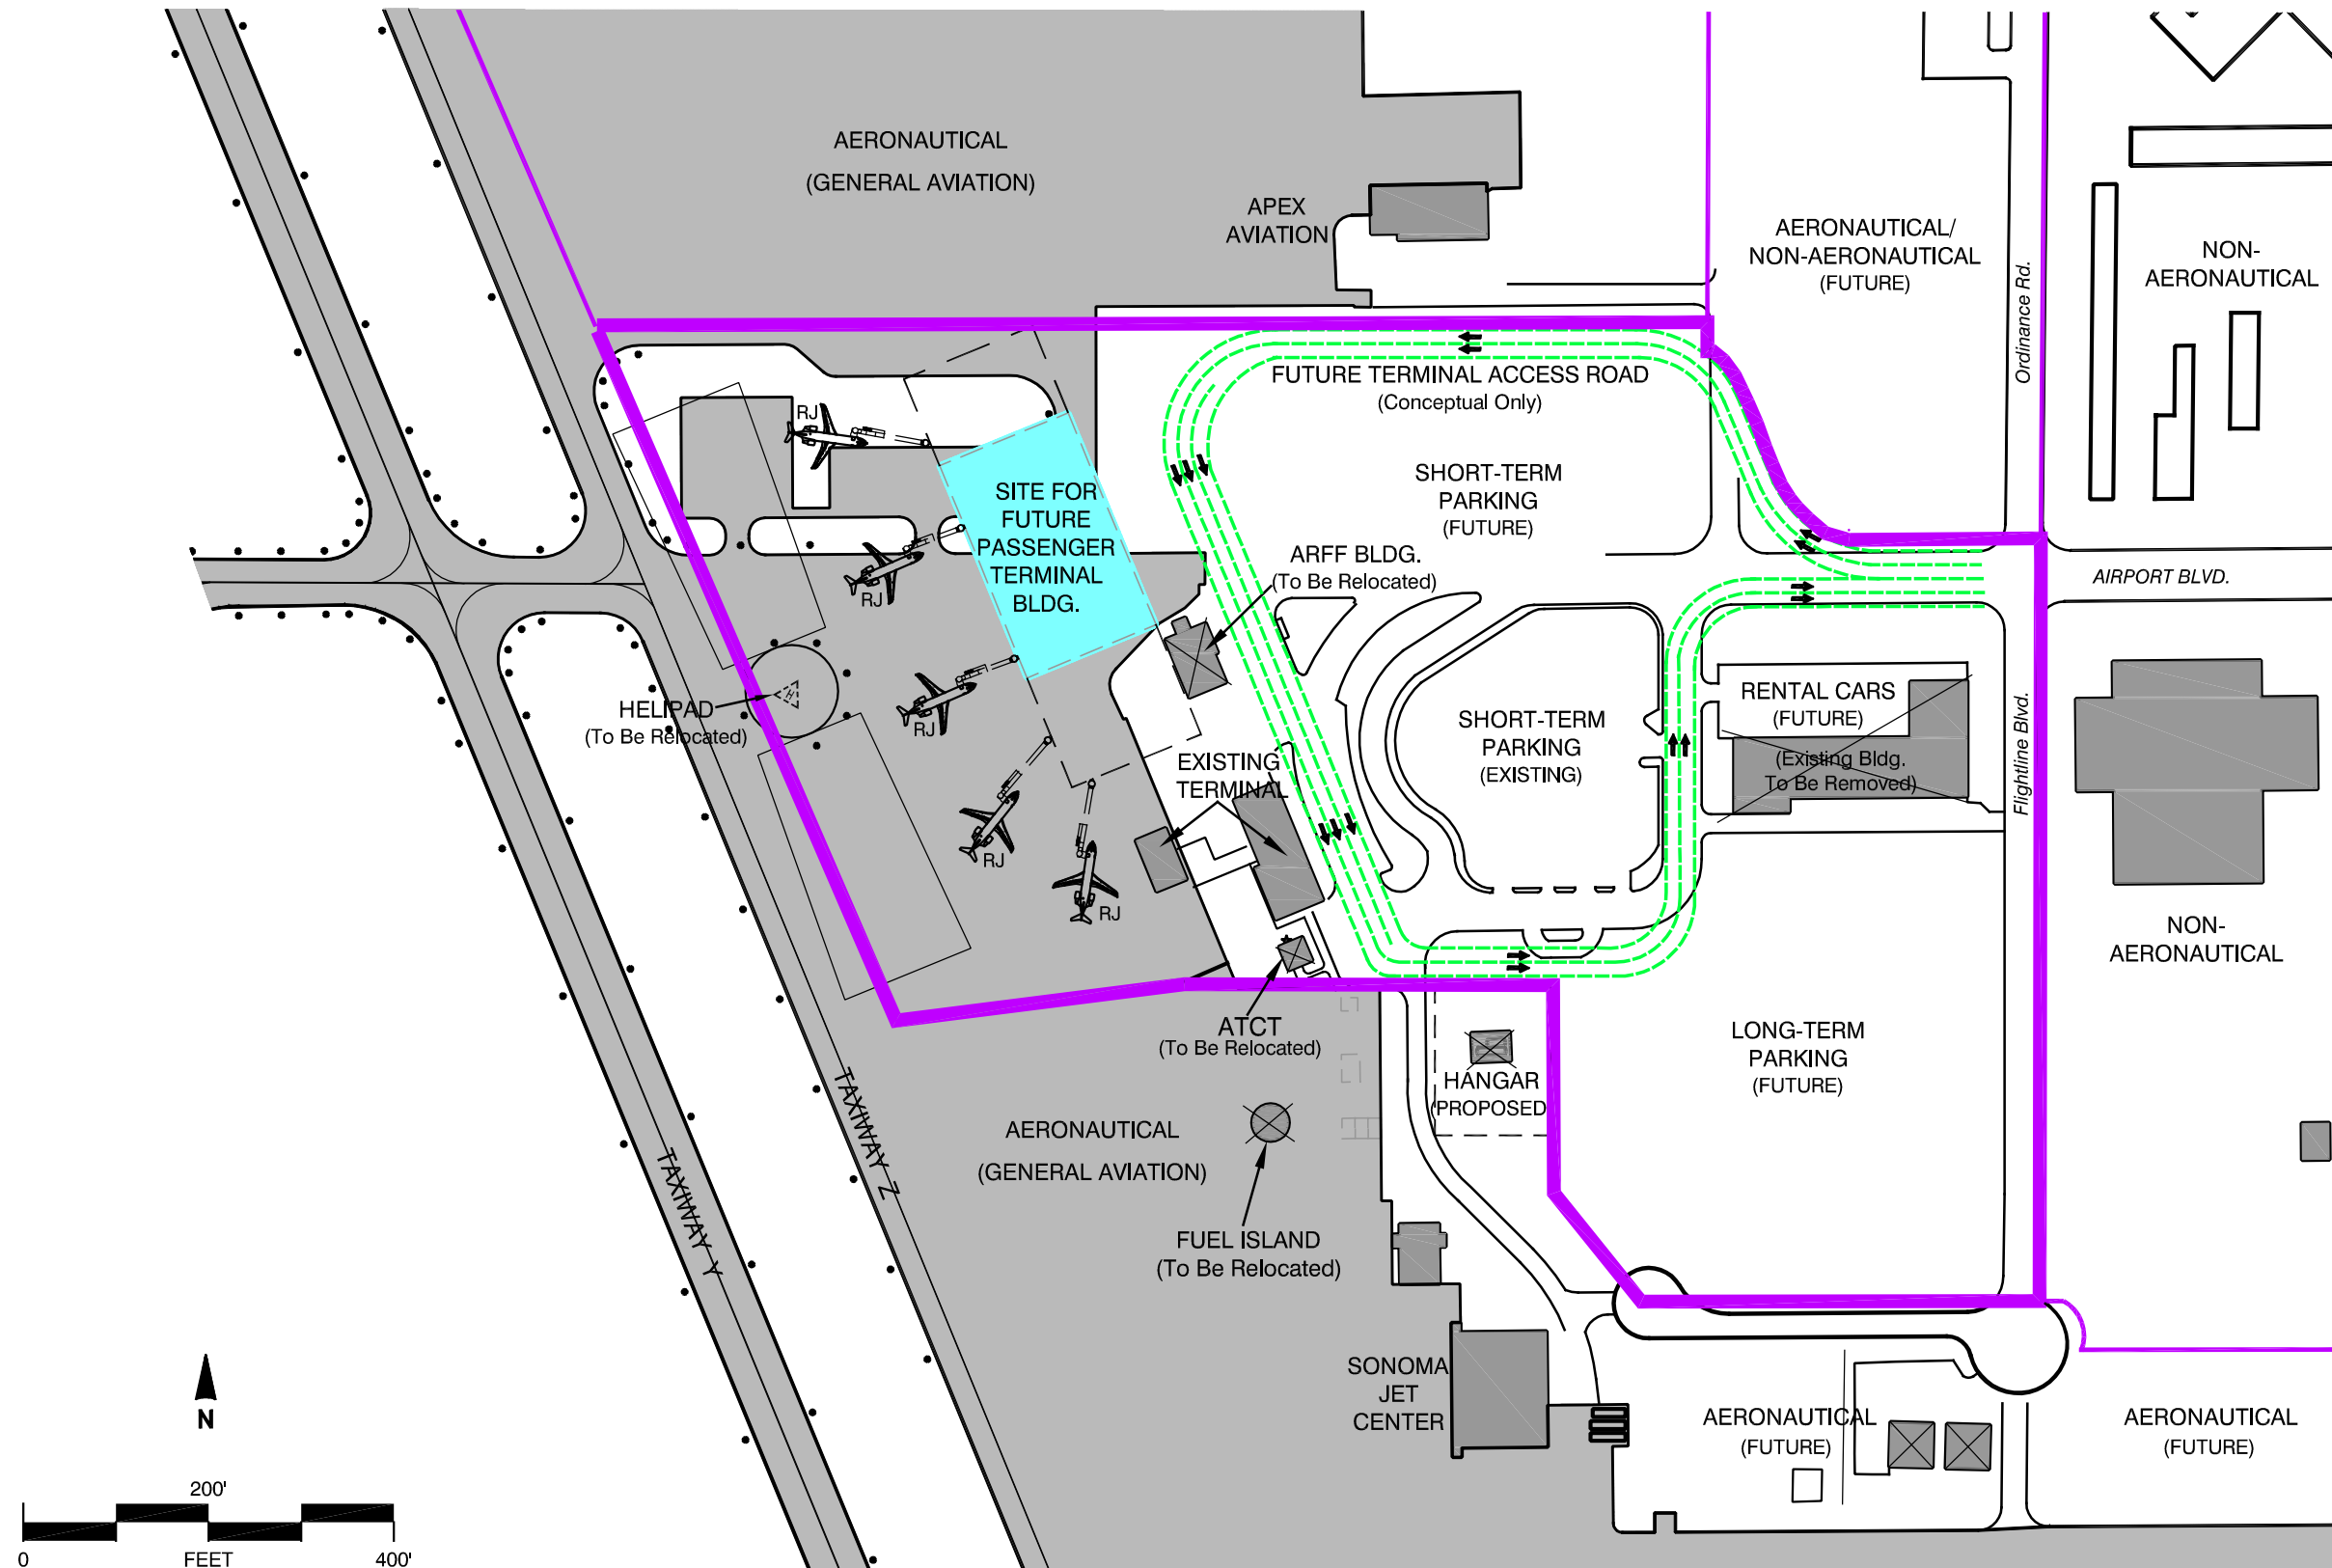 AERONAUTICAL
(GENERAL AVIATION)
APEX
AVIATION
AERONAUTICAL/
NON-AERONAUTICAL
(FUTURE)
Ordinance Rd.
NON-
AERONAUTICAL
FUTURE TERMINAL ACCESS ROAD
(Conceptual Only)
RJ
SITE FOR
FUTURE
PASSENGER
TERMINAL
BLDG.
SHORT-TERM
PARKING
(FUTURE)
ARFF BLDG.
(To Be Relocated)
AIRPORT BLVD.
RJ
HELIPAD
(To Be Relocated)
H
RJ
EXISTING
TERMINAL
SHORT-TERM
PARKING
(EXISTING)
RENTAL CARS
(FUTURE)
(Existing Bldg.
To Be Removed)
Flightline Blvd.
RJ
RJ
NON-
AERONAUTICAL
ATCT
(To Be Relocated)
HANGAR
(PROPOSED
LONG-TERM
PARKING
(FUTURE)
TAXIWAY Z
TAXIWAY Y
AERONAUTICAL
(GENERAL AVIATION)
FUEL ISLAND
(To Be Relocated)
SONOMA
JET
CENTER
AERONAUTICAL
(FUTURE)
AERONAUTICAL
(FUTURE)
N
200'
0
FEET
400'